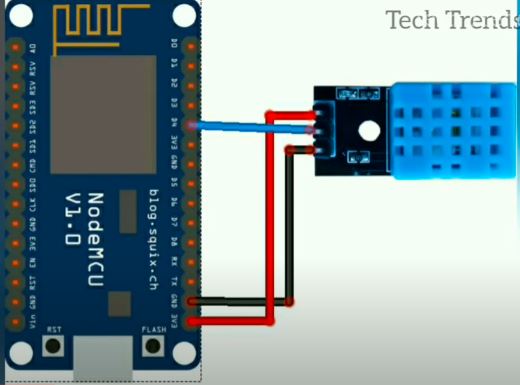 Tech Trends
A0
RSV
RSV
SD3
SD2
SD1
CMD
SD0
CLK
GND
3V3
EN
RST
GND
Vin
D0
D1
D2
D3
D4
3V3
GND
D5
D6
D7
D8
RX
TX
GND
3V3
NodeMCU
V1.0
blog.squix.ch
RST
FLASH